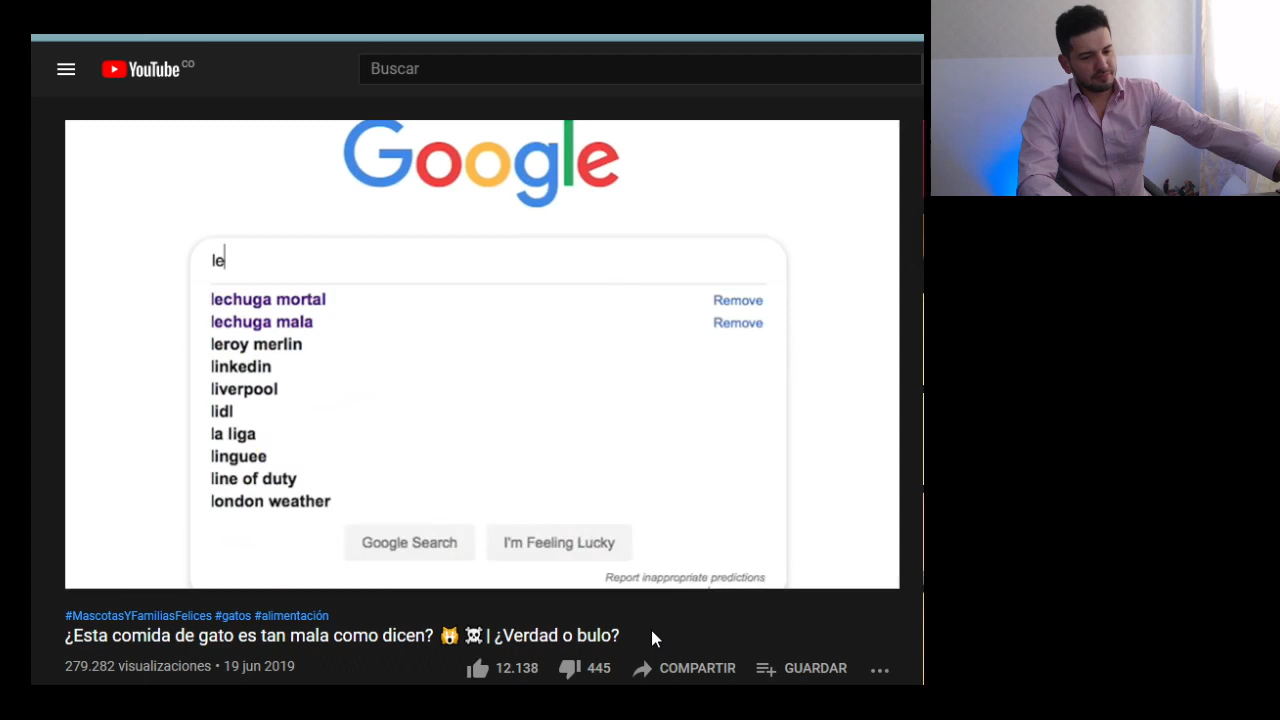 YouTube CO
Buscar
Google
le
lechuga mortal Remove
lechuga mala Remove
leroy merlin
linkedin
liverpool
lidl
la liga
linguee
line of duty
london weather
Google Search I'm Feeling Lucky
Report inappropriate predictions
#MascotasYFamiliasFelices #gatos #alimentación
¿Esta comida de gato es tan mala como dicen? 🙀 ☠️ | ¿Verdad o bulo?
279.282 visualizaciones • 19 jun 2019 12.138 445 COMPARTIR GUARDAR ...